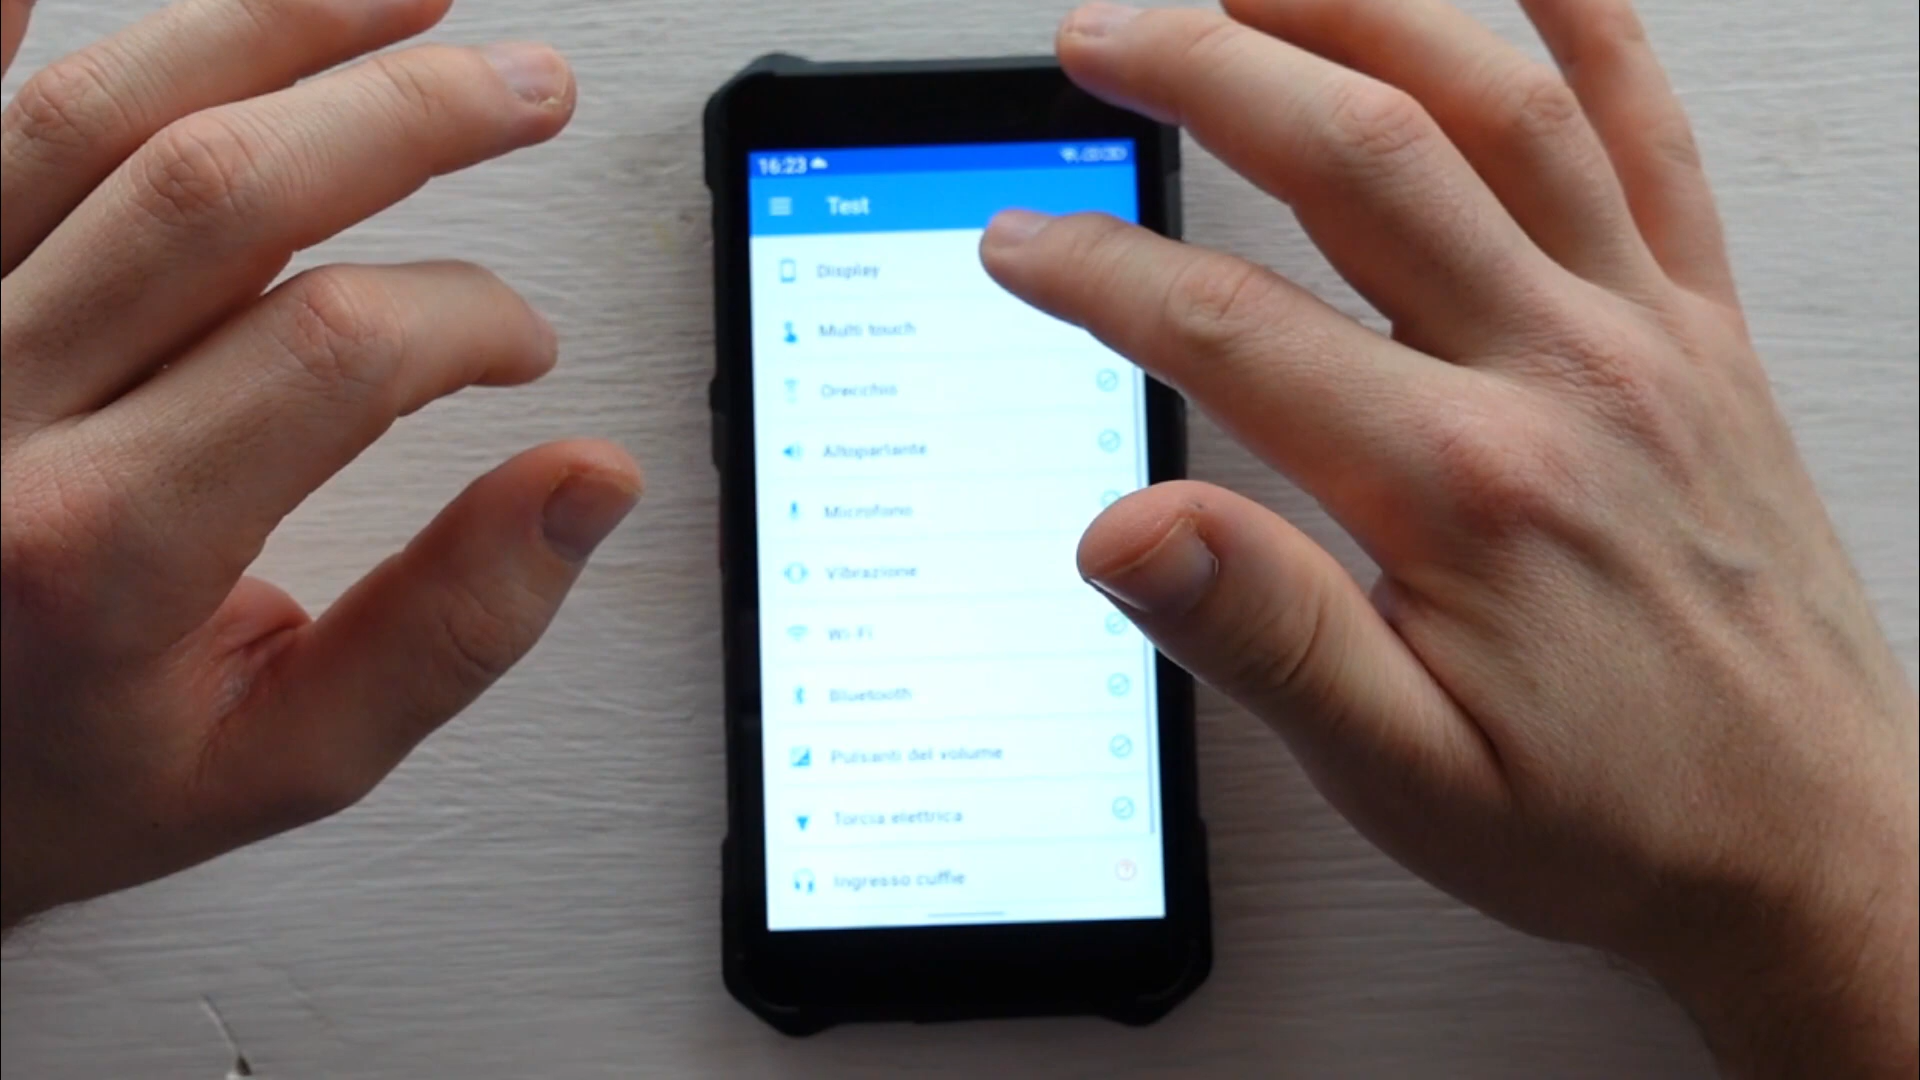 16:23
Test
Display
Multi touch
Orecchio
Altoparlante
Microfono
Vibrazione
Wi Fi
Bluetooth
Pulsanti del volume
Torcia elettrica
Ingresso cuffie